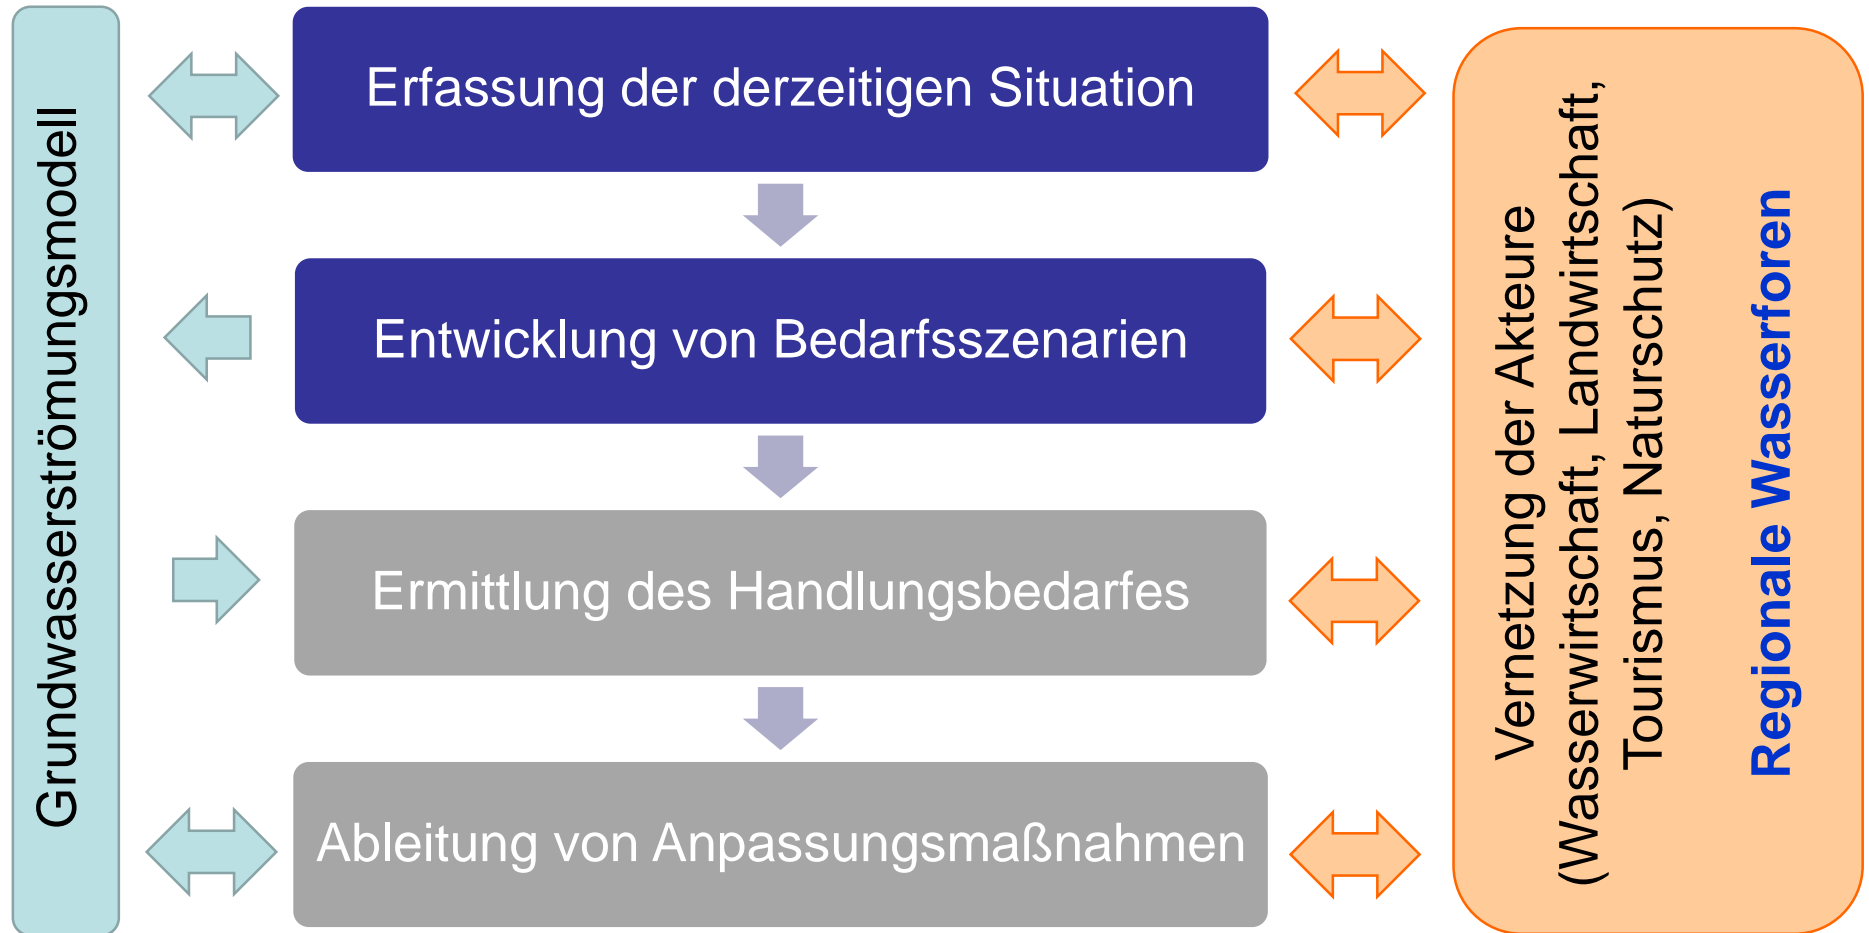 Grundwasserströmungsmodell
Erfassung der derzeitigen Situation
Entwicklung von Bedarfsszenarien
Ermittlung des Handlungsbedarfes
Ableitung von Anpassungsmaßnahmen
Vernetzung der Akteure
(Wasserwirtschaft, Landwirtschaft,
Tourismus, Naturschutz)
Regionale Wasserforen